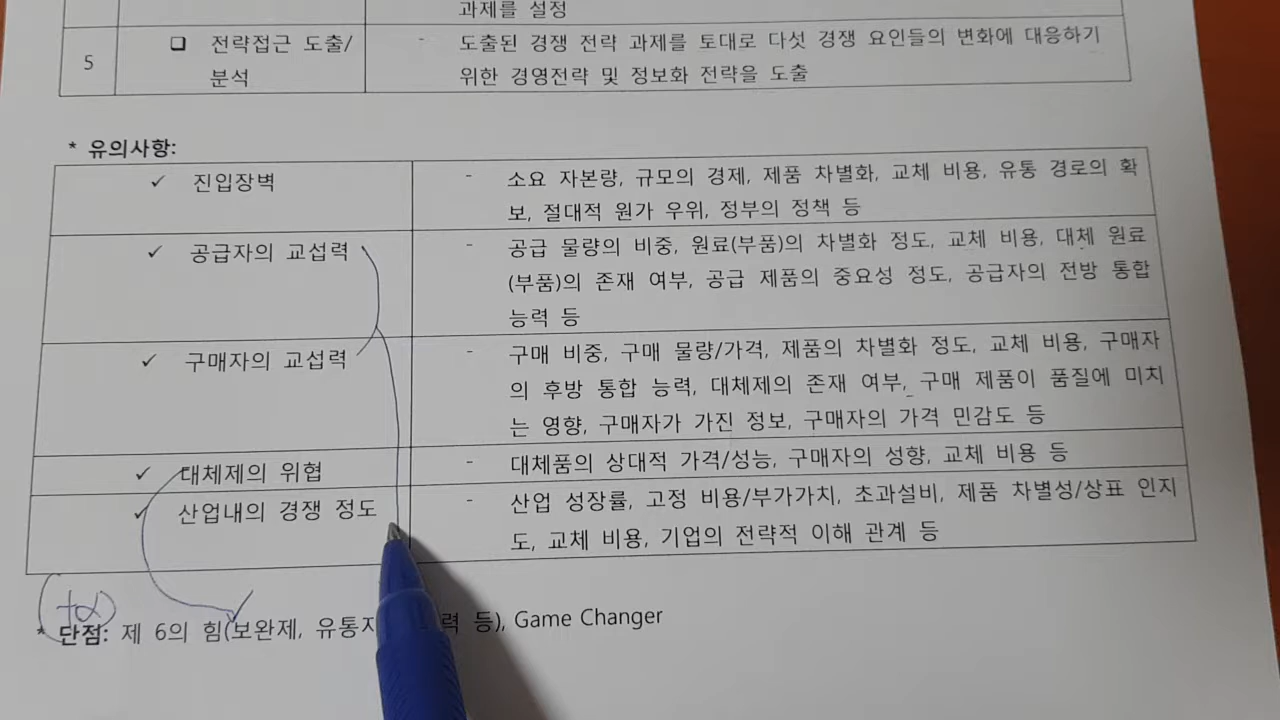 과제를 설정
5
❑ 전략접근 도출/
분석
- 도출된 경쟁 전략 과제를 토대로 다섯 경쟁 요인들의 변화에 대응하기
위한 경영전략 및 정보화 전략을 도출
* 유의사항:
✓ 진입장벽
- 소요 자본량, 규모의 경제, 제품 차별화, 교체 비용, 유통 경로의 확
보, 절대적 원가 우위, 정부의 정책 등
✓ 공급자의 교섭력
- 공급 물량의 비중, 원료(부품)의 차별화 정도, 교체 비용, 대체 원료
(부품)의 존재 여부, 공급 제품의 중요성 정도, 공급자의 전방 통합
능력 등
✓ 구매자의 교섭력
- 구매 비중, 구매 물량/가격, 제품의 차별화 정도, 교체 비용, 구매자
의 후방 통합 능력, 대체제의 존재 여부, 구매 제품이 품질에 미치
는 영향, 구매자가 가진 정보, 구매자의 가격 민감도 등
✓ 대체제의 위협
- 대체품의 상대적 가격/성능, 구매자의 성향, 교체 비용 등
✓ 산업내의 경쟁 정도
- 산업 성장률, 고정 비용/부가가치, 초과설비, 제품 차별성/상표 인지
도, 교체 비용, 기업의 전략적 이해 관계 등
+α
* 단점: 제 6의 힘(보완제, 력 등), Game Changer